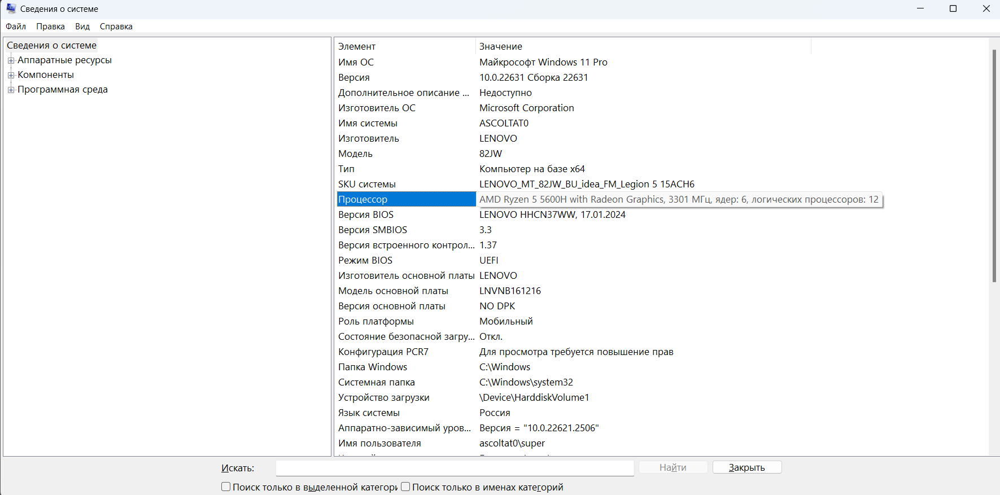 Сведения о системе
Файл Правка Вид Справка
Сведения о системе
Аппаратные ресурсы
Компоненты
Программная среда
Элемент Значение
Имя ОС Майкрософт Windows 11 Pro
Версия 10.0.22631 Сборка 22631
Дополнительное описание ... Недоступно
Изготовитель ОС Microsoft Corporation
Имя системы ASCOLTAT0
Изготовитель LENOVO
Модель 82JW
Тип Компьютер на базе x64
SKU системы LENOVO_MT_82JW_BU_idea_FM_Legion 5 15ACH6
Процессор AMD Ryzen 5 5600H with Radeon Graphics, 3301 МГц, ядер: 6, логических процессоров: 12
Версия BIOS LENOVO HHCN37WW, 17.01.2024
Версия SMBIOS 3.3
Версия встроенного контрол... 1.37
Режим BIOS UEFI
Изготовитель основной платы LENOVO
Модель основной платы LNVNB161216
Версия основной платы NO DPK
Роль платформы Мобильный
Состояние безопасной загру... Откл.
Конфигурация PCR7 Для просмотра требуется повышение прав
Папка Windows C:\Windows
Системная папка C:\Windows\system32
Устройство загрузки \Device\HarddiskVolume1
Язык системы Россия
Аппаратно-зависимый уров... Версия = "10.0.22621.2506"
Имя пользователя ascoltat0\super
Искать: Найти Закрыть
Поиск только в выделенной категори Поиск только в именах категорий